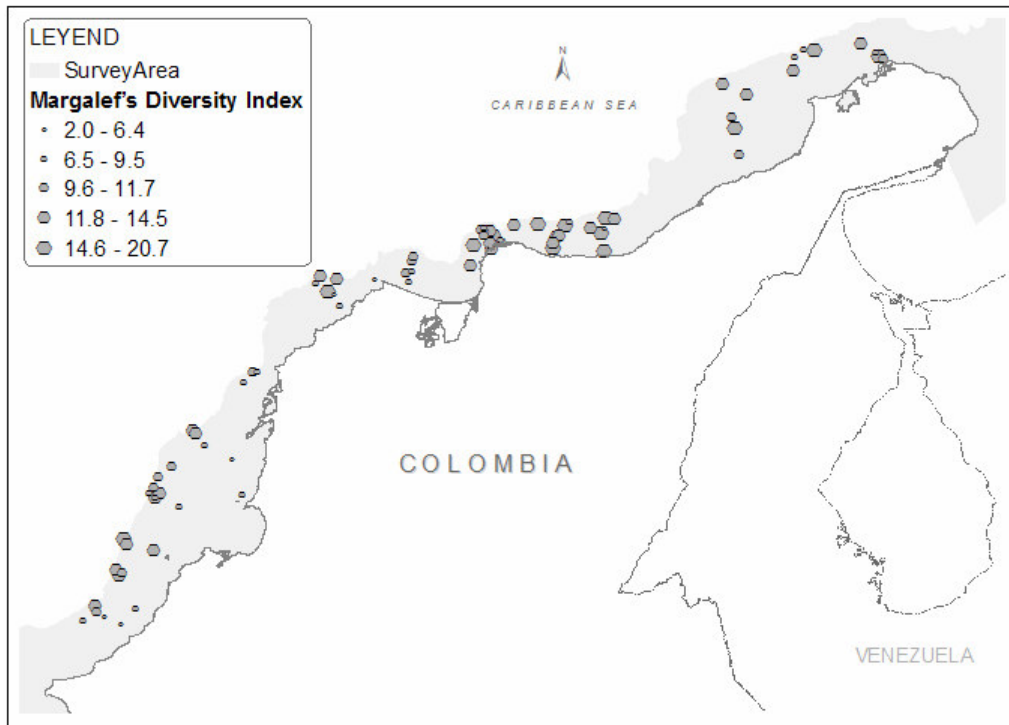 LEYEND
SurveyArea
Margalef's Diversity Index
2.0 - 6.4
6.5 - 9.5
9.6 - 11.7
11.8 - 14.5
14.6 - 20.7
N
CARIBBEAN SEA
COLOMBIA
VENEZUELA